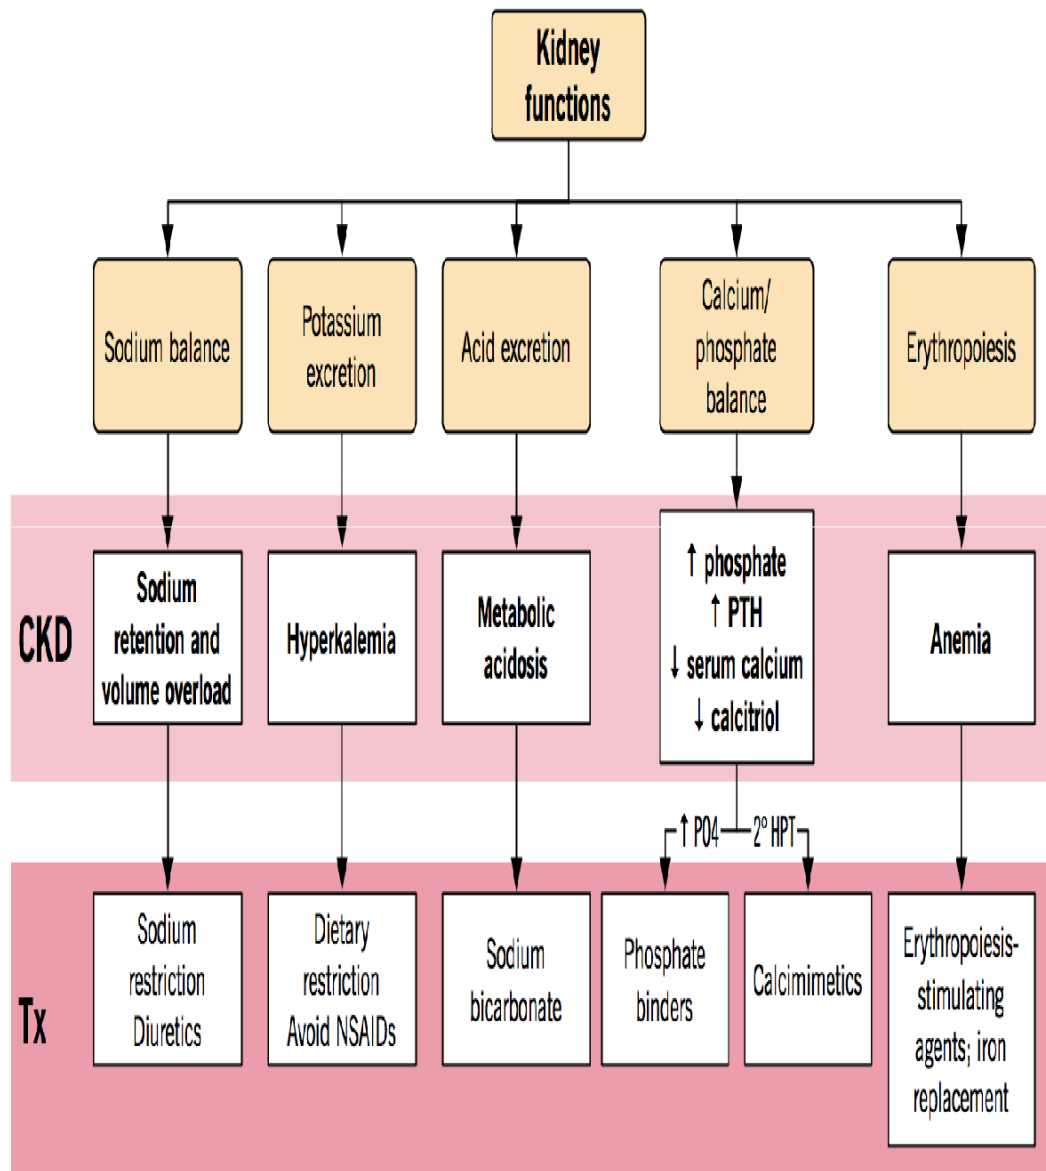 Kidney
functions
Sodium balance
Potassium
excretion
Acid excretion
Calcium/
phosphate
balance
Erythropoiesis
CKD
Sodium
retention and
volume overload
Hyperkalemia
Metabolic
acidosis
↑ phosphate
↑ PTH
↓ serum calcium
↓ calcitriol
Anemia
↑ PO4
2° HPT
Tx
Sodium
restriction
Diuretics
Dietary
restriction
Avoid NSAIDs
Sodium
bicarbonate
Phosphate
binders
Calcimimetics
Erythropoiesis-
stimulating
agents; iron
replacement